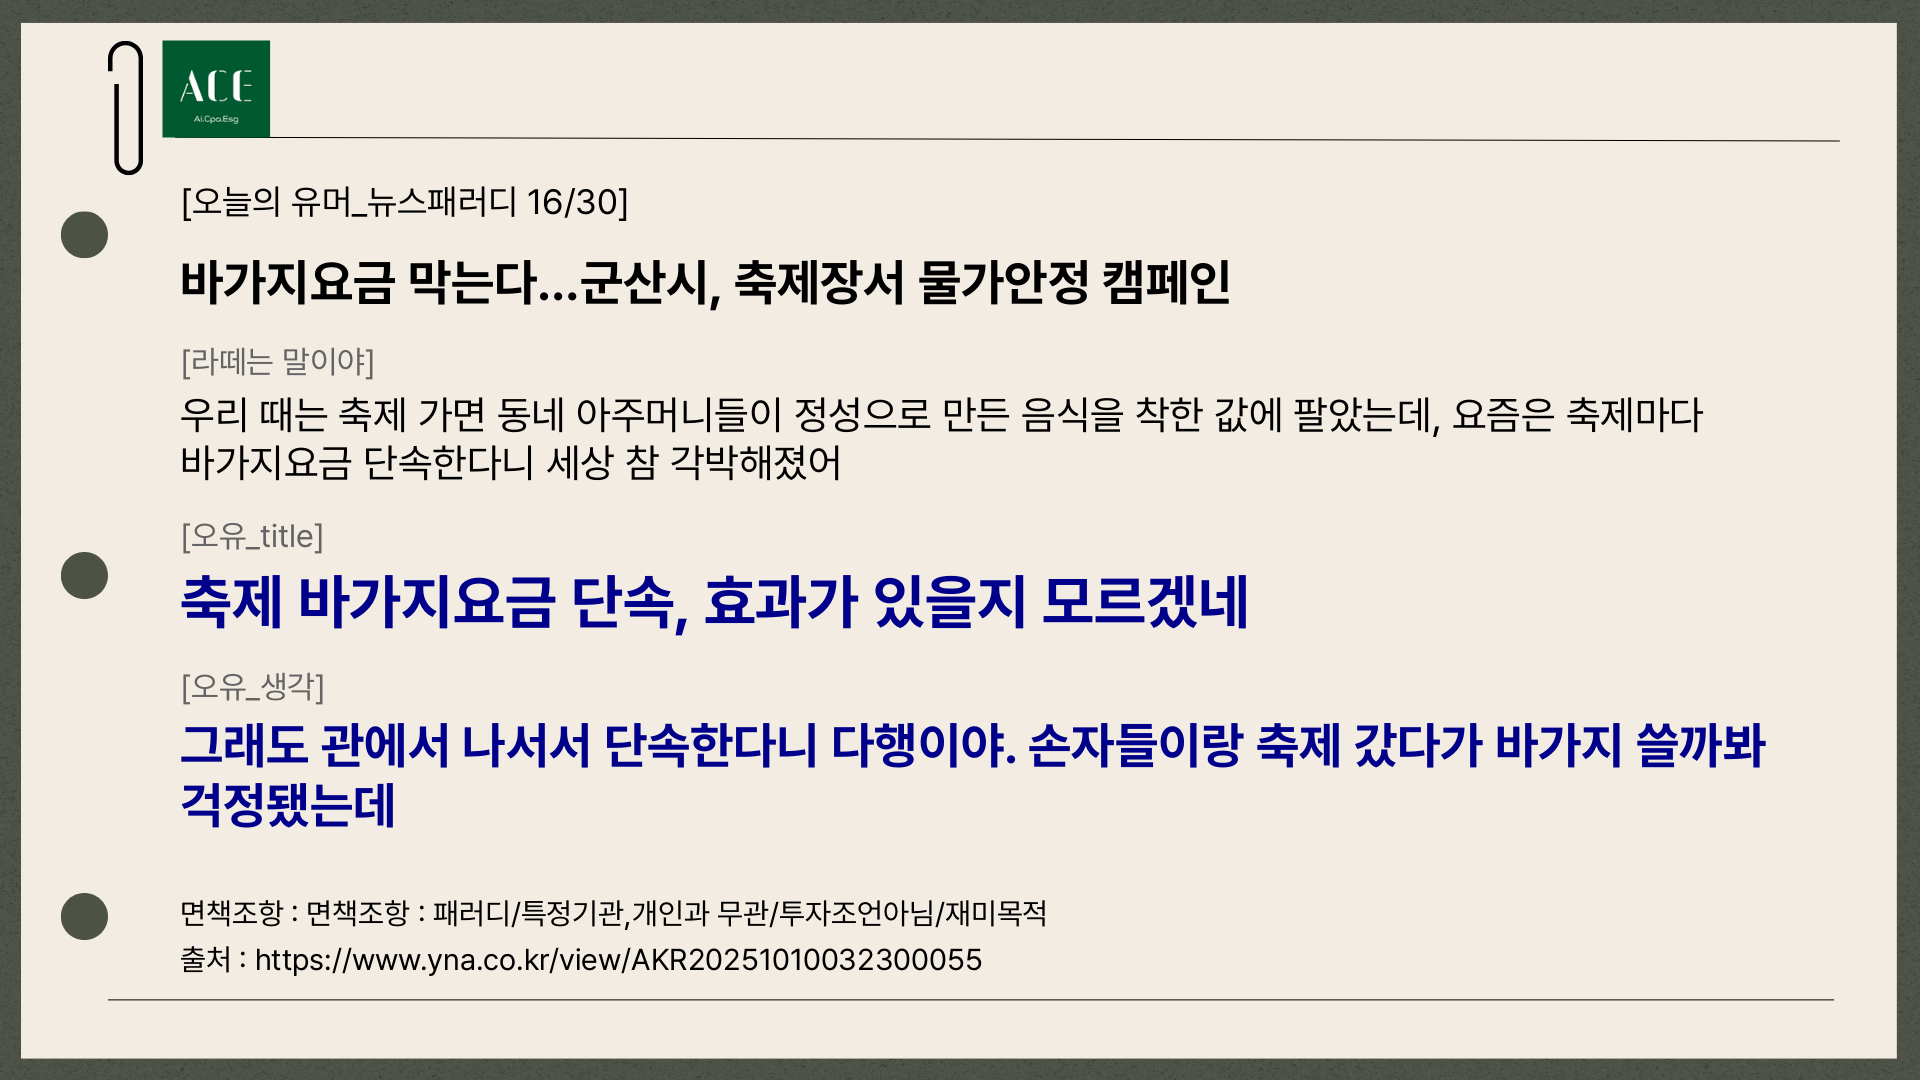 ACE
Ai.Cpa.Esg
[오늘의 유머_뉴스패러디 16/30]
바가지요금 막는다...군산시, 축제장서 물가안정 캠페인
[라떼는 말이야]
우리 때는 축제 가면 동네 아주머니들이 정성으로 만든 음식을 착한 값에 팔았는데, 요즘은 축제마다
바가지요금 단속한다니 세상 참 각박해졌어
[오유_title]
축제 바가지요금 단속, 효과가 있을지 모르겠네
[오유_생각]
그래도 관에서 나서서 단속한다니 다행이야. 손자들이랑 축제 갔다가 바가지 쓸까봐
걱정됐는데
면책조항 : 면책조항 : 패러디/특정기관,개인과 무관/투자조언아님/재미목적
출처 : https://www.yna.co.kr/view/AKR20251010032300055